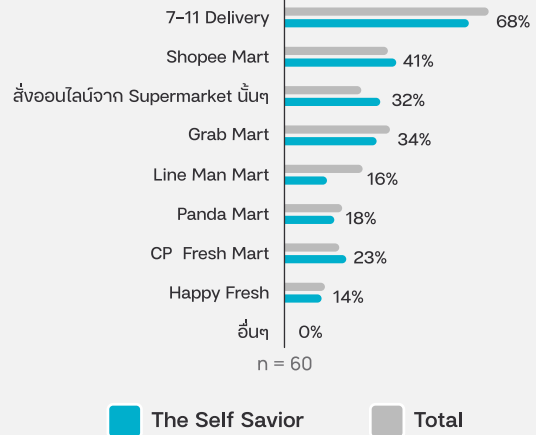 7-11 Delivery 68%
Shopee Mart 41%
สั่งออนไลน์จาก Supermarket นั้นๆ 32%
Grab Mart 34%
Line Man Mart 16%
Panda Mart 18%
CP Fresh Mart 23%
Happy Fresh 14%
อื่นๆ 0%
n = 60
The Self Savior Total